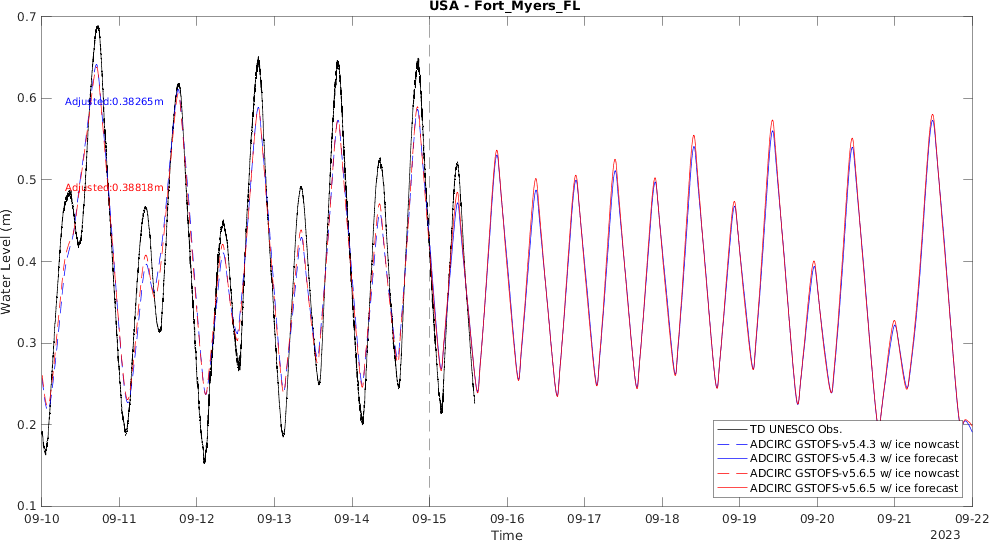 USA - Fort_Myers_FL
0.7
0.6
0.5
0.4
0.3
0.2
0.1
Water Level (m)
Adjusted:0.38265m
Adjusted:0.38818m
TD UNESCO Obs.
ADCIRC GSTOFS-v5.4.3 w/ ice nowcast
ADCIRC GSTOFS-v5.4.3 w/ ice forecast
ADCIRC GSTOFS-v5.6.5 w/ ice nowcast
ADCIRC GSTOFS-v5.6.5 w/ ice forecast
09-10 09-11 09-12 09-13 09-14 09-15 09-16 09-17 09-18 09-19 09-20 09-21 09-22
Time
2023